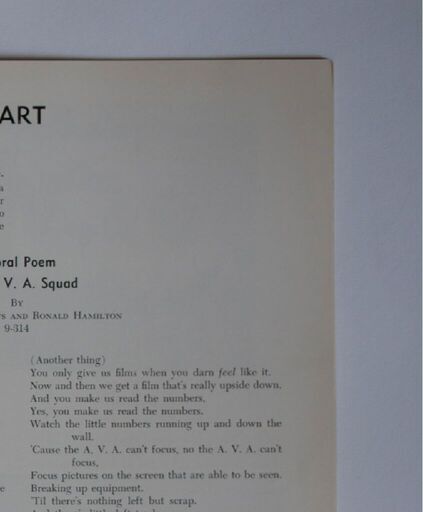 ART
oral Poem
V. A. Squad
BY
AND RONALD HAMILTON
9-314
(Another thing)
You only give us films when you darn feel like it.
Now and then we get a film that's really upside down.
And you make us read the numbers,
Yes, you make us read the numbers.
Watch the little numbers running up and down the
wall.
'Cause the A. V. A. can't focus, no the A. V. A. can't
focus,
Focus pictures on the screen that are able to be seen.
Breaking up equipment.
'Til there's nothing left but scrap.